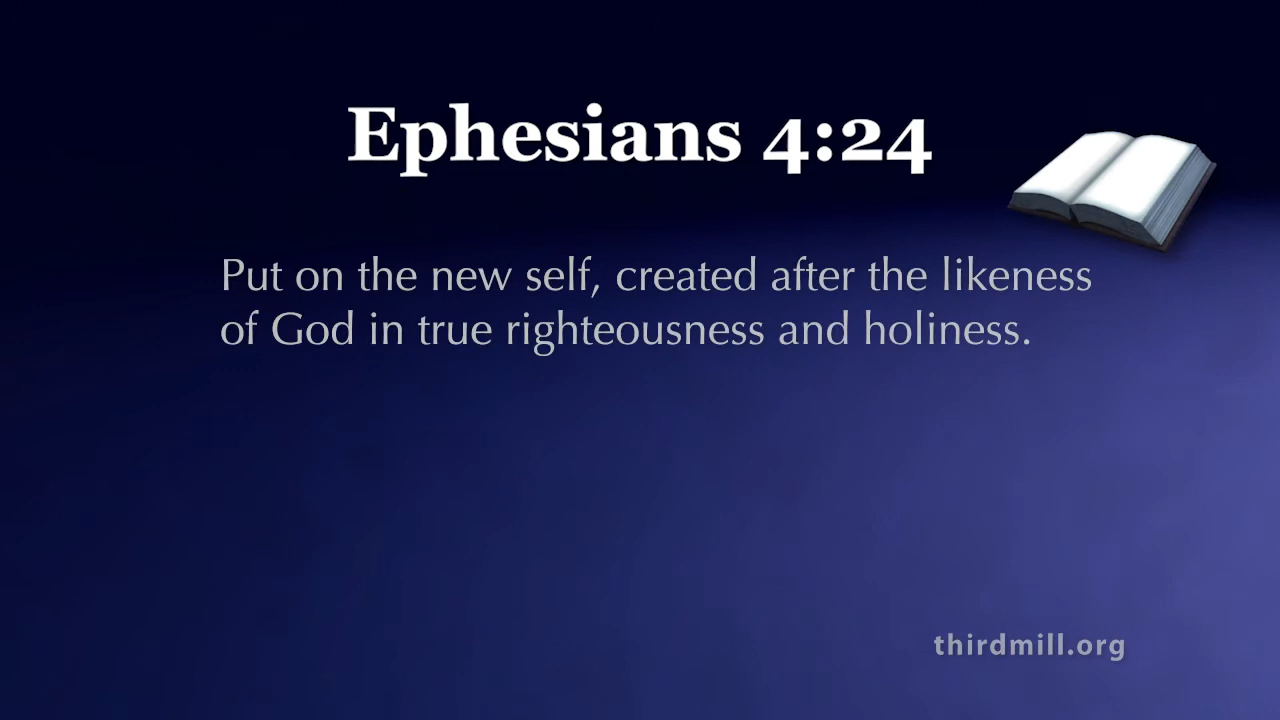 Ephesians 4:24
Put on the new self, created after the likeness
of God in true righteousness and holiness.
thirdmill.org